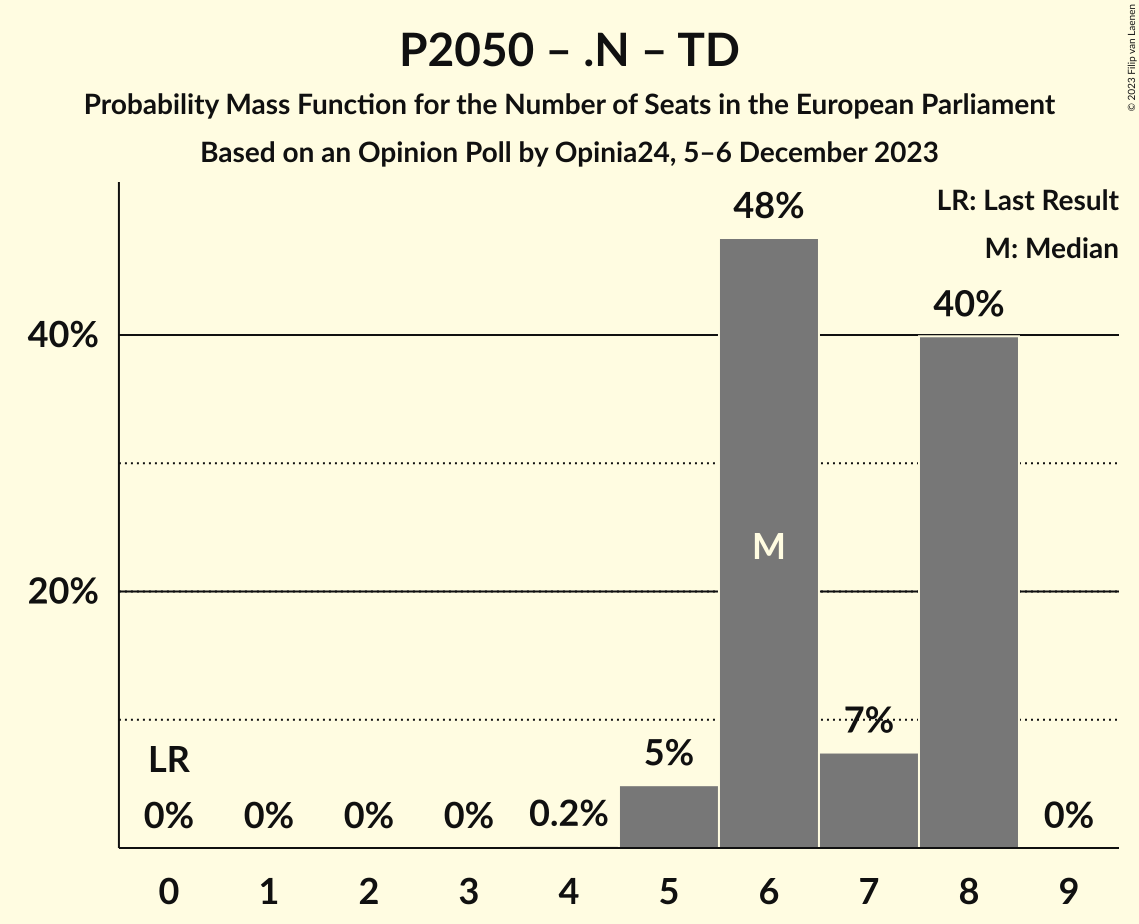 P2050 – .N – TD
Probability Mass Function for the Number of Seats in the European Parliament
Based on an Opinion Poll by Opinia24, 5–6 December 2023
© 2023 Filip van Laenen
LR: Last Result
M: Median
48%
40%
40%
M
20%
7%
5%
LR
0% 0% 0% 0% 0.2% 0%
0 1 2 3 4 5 6 7 8 9